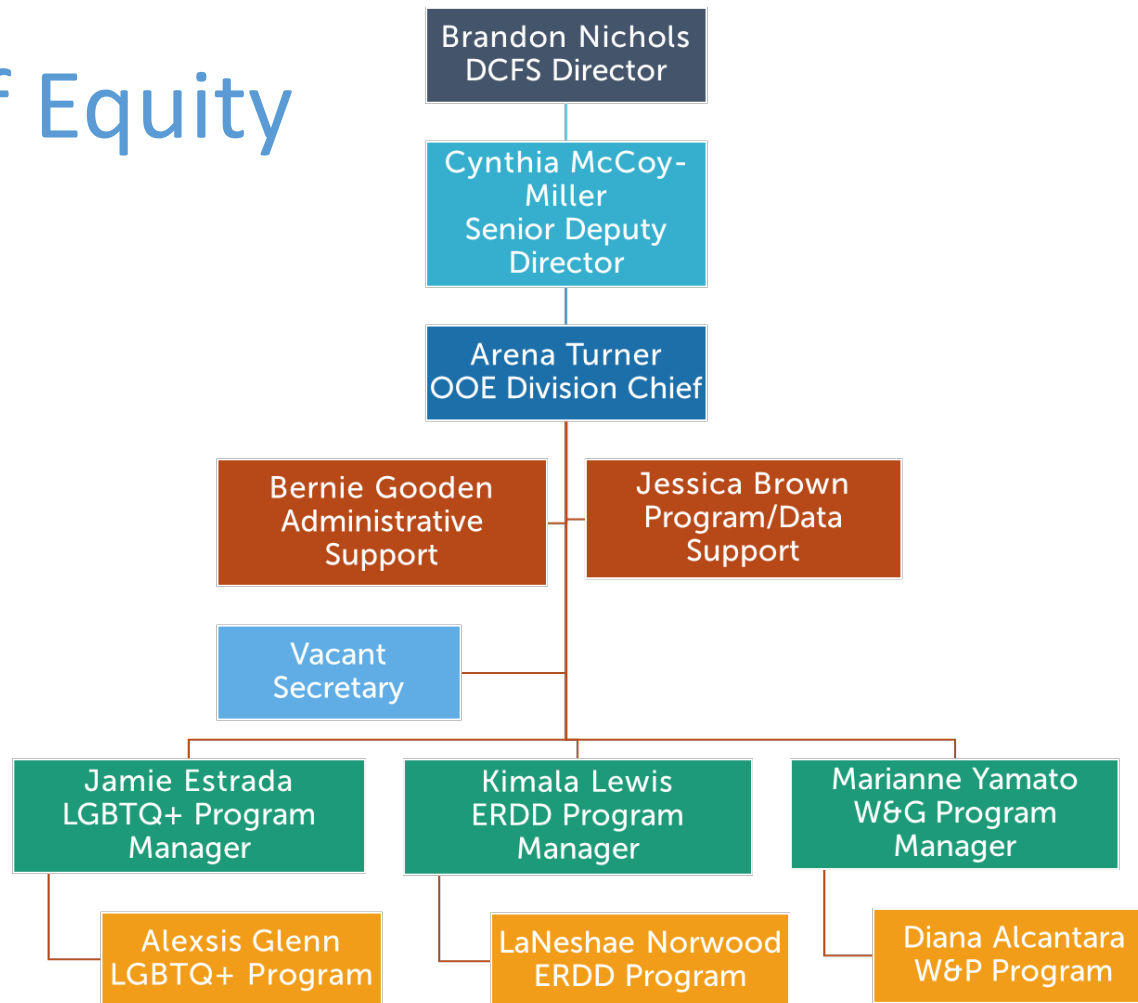 f Equity
Brandon Nichols
DCFS Director
Cynthia McCoy-
Miller
Senior Deputy
Director
Arena Turner
OOE Division Chief
Bernie Gooden
Administrative
Support
Jessica Brown
Program/Data
Support
Vacant
Secretary
Jamie Estrada
LGBTQ+ Program
Manager
Kimala Lewis
ERDD Program
Manager
Marianne Yamato
W&G Program
Manager
Alexsis Glenn
LGBTQ+ Program
LaNeshae Norwood
ERDD Program
Diana Alcantara
W&P Program